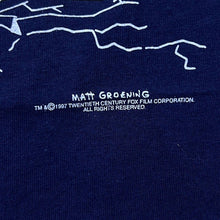 MATT GROENING
TM & © 1997 TWENTIETH CENTURY FOX FILM CORPORATION.
ALL RIGHTS RESERVED.